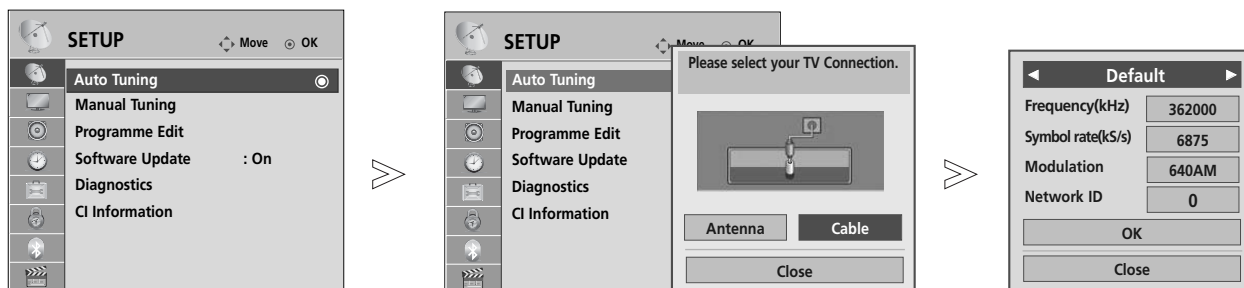 SETUP Move OK
Auto Tuning
Manual Tuning
Programme Edit
Software Update : On
Diagnostics
CI Information
SETUP Move OK
Auto Tuning
Manual Tuning
Programme Edit
Software Update
Diagnostics
CI Information
Please select your TV Connection.
Antenna Cable
Close
Default
Frequency(kHz) 362000
Symbol rate(kS/s) 6875
Modulation 640AM
Network ID 0
OK
Close